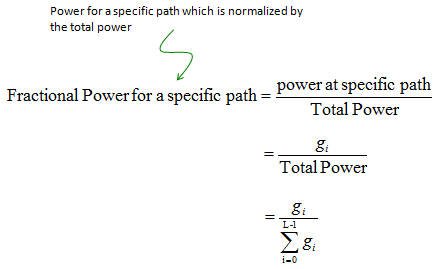 Power for a specific path which is normalized by
the total power
Fractional Power for a specific path = power at specific path / Total Power
= g_i / Total Power
= g_i / ∑_{i=0}^{L-1} g_i